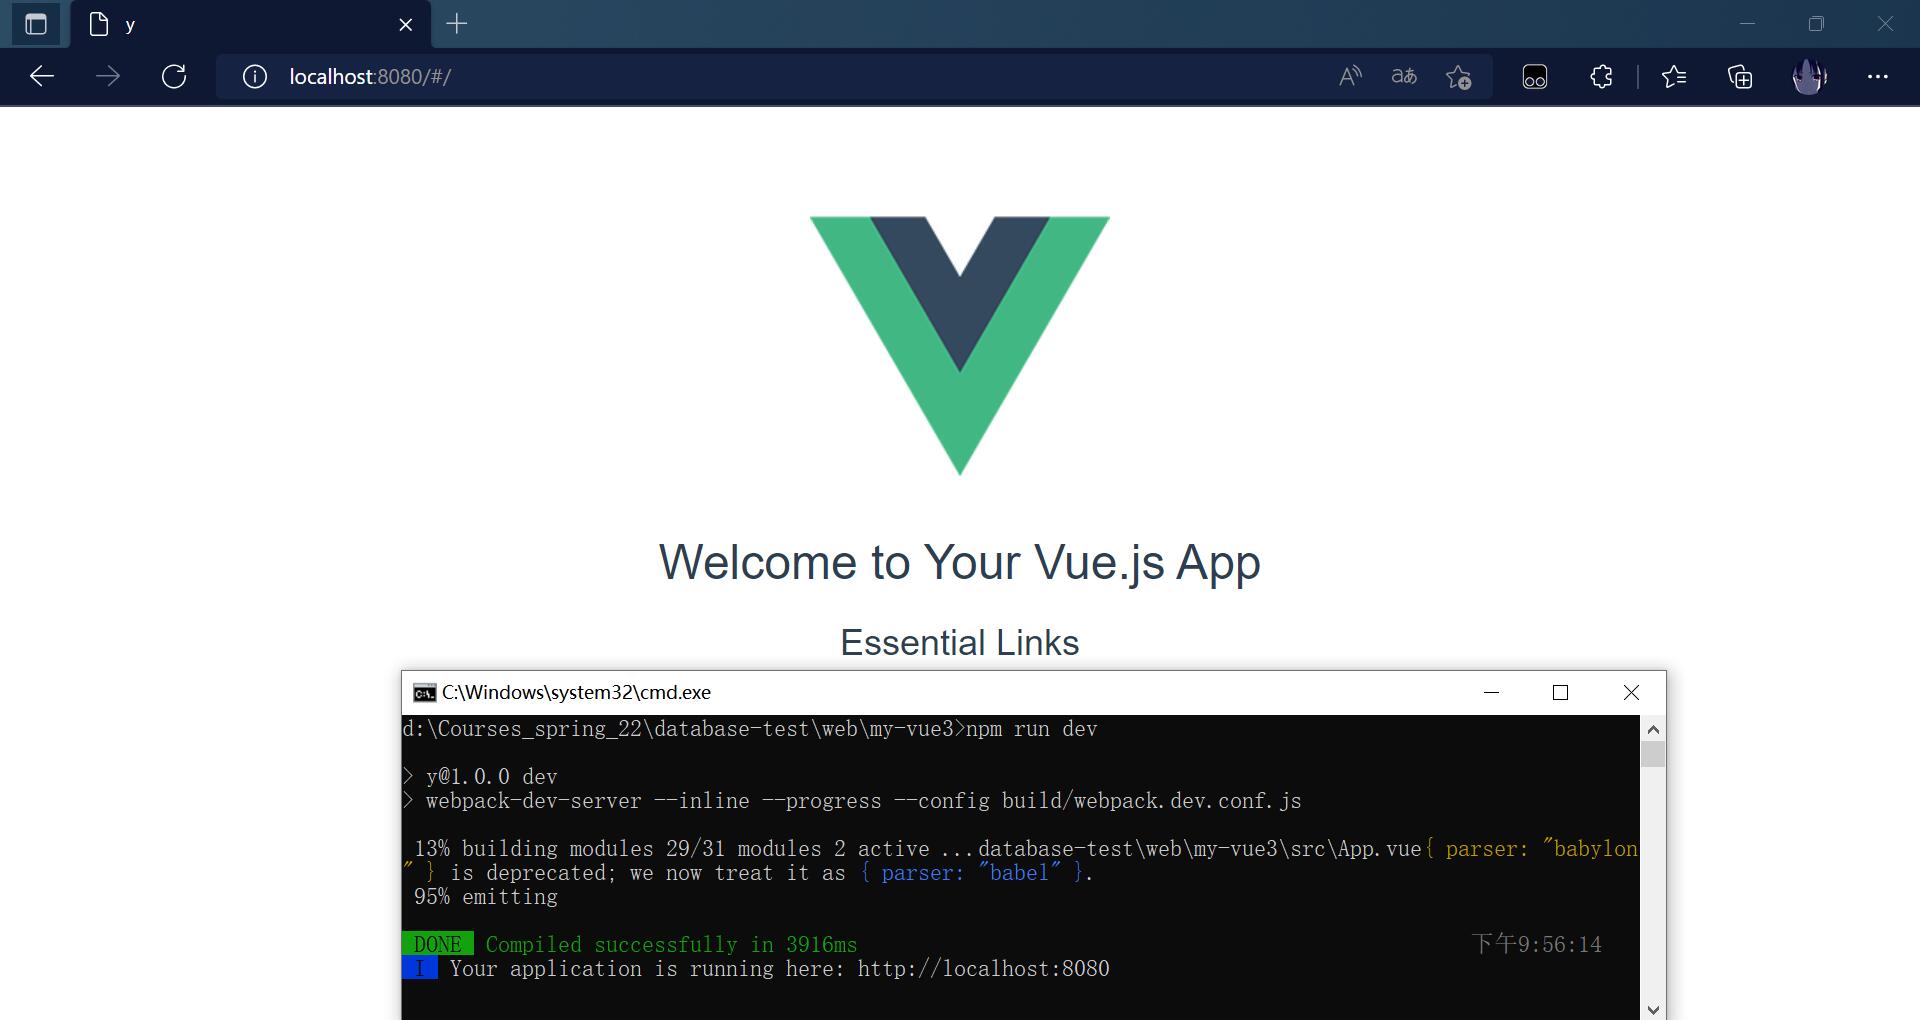 y
localhost:8080/#/
Welcome to Your Vue.js App
Essential Links
C:\Windows\system32\cmd.exe
d:\Courses_spring_22\database-test\web\my-vue3>npm run dev
> y@1.0.0 dev
> webpack-dev-server --inline --progress --config build/webpack.dev.conf.js
13% building modules 29/31 modules 2 active ...database-test\web\my-vue3\src\App.vue{ parser: "babylon
" } is deprecated; we now treat it as { parser: "babel" }.
95% emitting
DONE Compiled successfully in 3916ms 下午9:56:14
I Your application is running here: http://localhost:8080